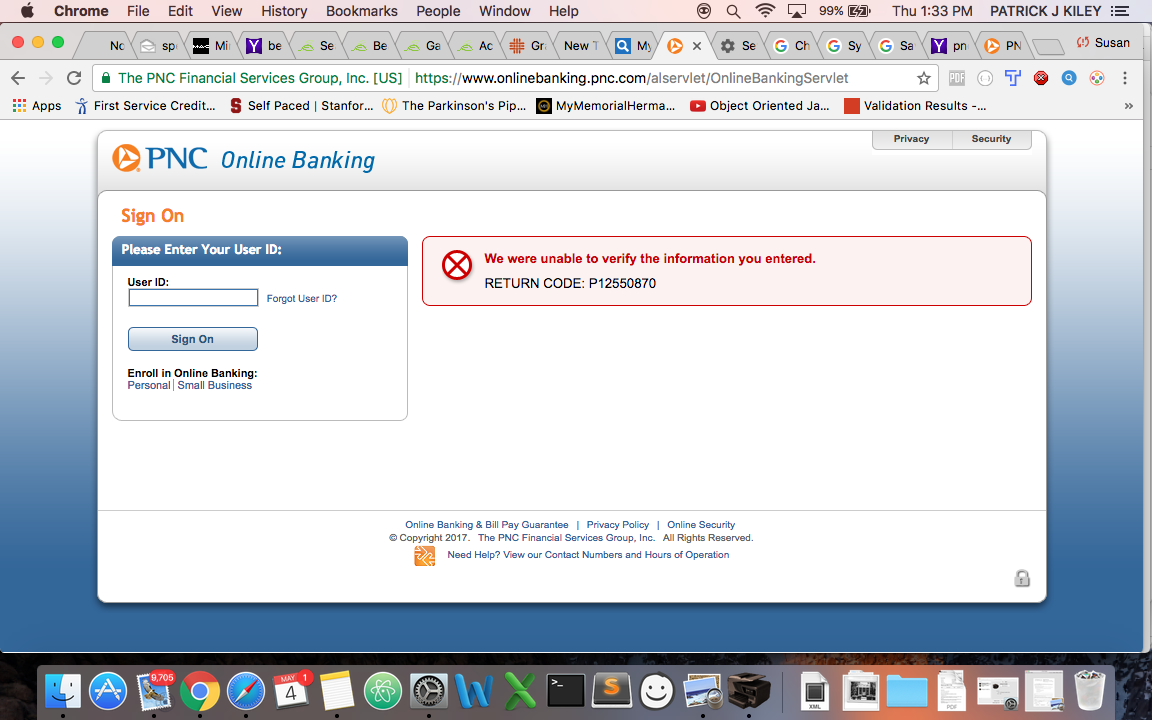 Chrome File Edit View History Bookmarks People Window Help 99% Thu 1:33 PM PATRICK J KILEY
No sp Mi be Se Be Ga Ac Gr New T My Se Ch Sy Sa pn PN Susan
The PNC Financial Services Group, Inc. [US] https://www.onlinebanking.pnc.com/alservlet/OnlineBankingServlet
Apps First Service Credit... Self Paced | Stanfor... The Parkinson's Pip... MyMemorialHerma... Object Oriented Ja... Validation Results -... »
Privacy Security
PNC Online Banking
Sign On
Please Enter Your User ID:
We were unable to verify the information you entered.
RETURN CODE: P12550870
User ID:
Forgot User ID?
Sign On
Enroll in Online Banking:
Personal | Small Business
Online Banking & Bill Pay Guarantee | Privacy Policy | Online Security
© Copyright 2017. The PNC Financial Services Group, Inc. All Rights Reserved.
Need Help? View our Contact Numbers and Hours of Operation
9,705 MAY 4 1
XML PDF